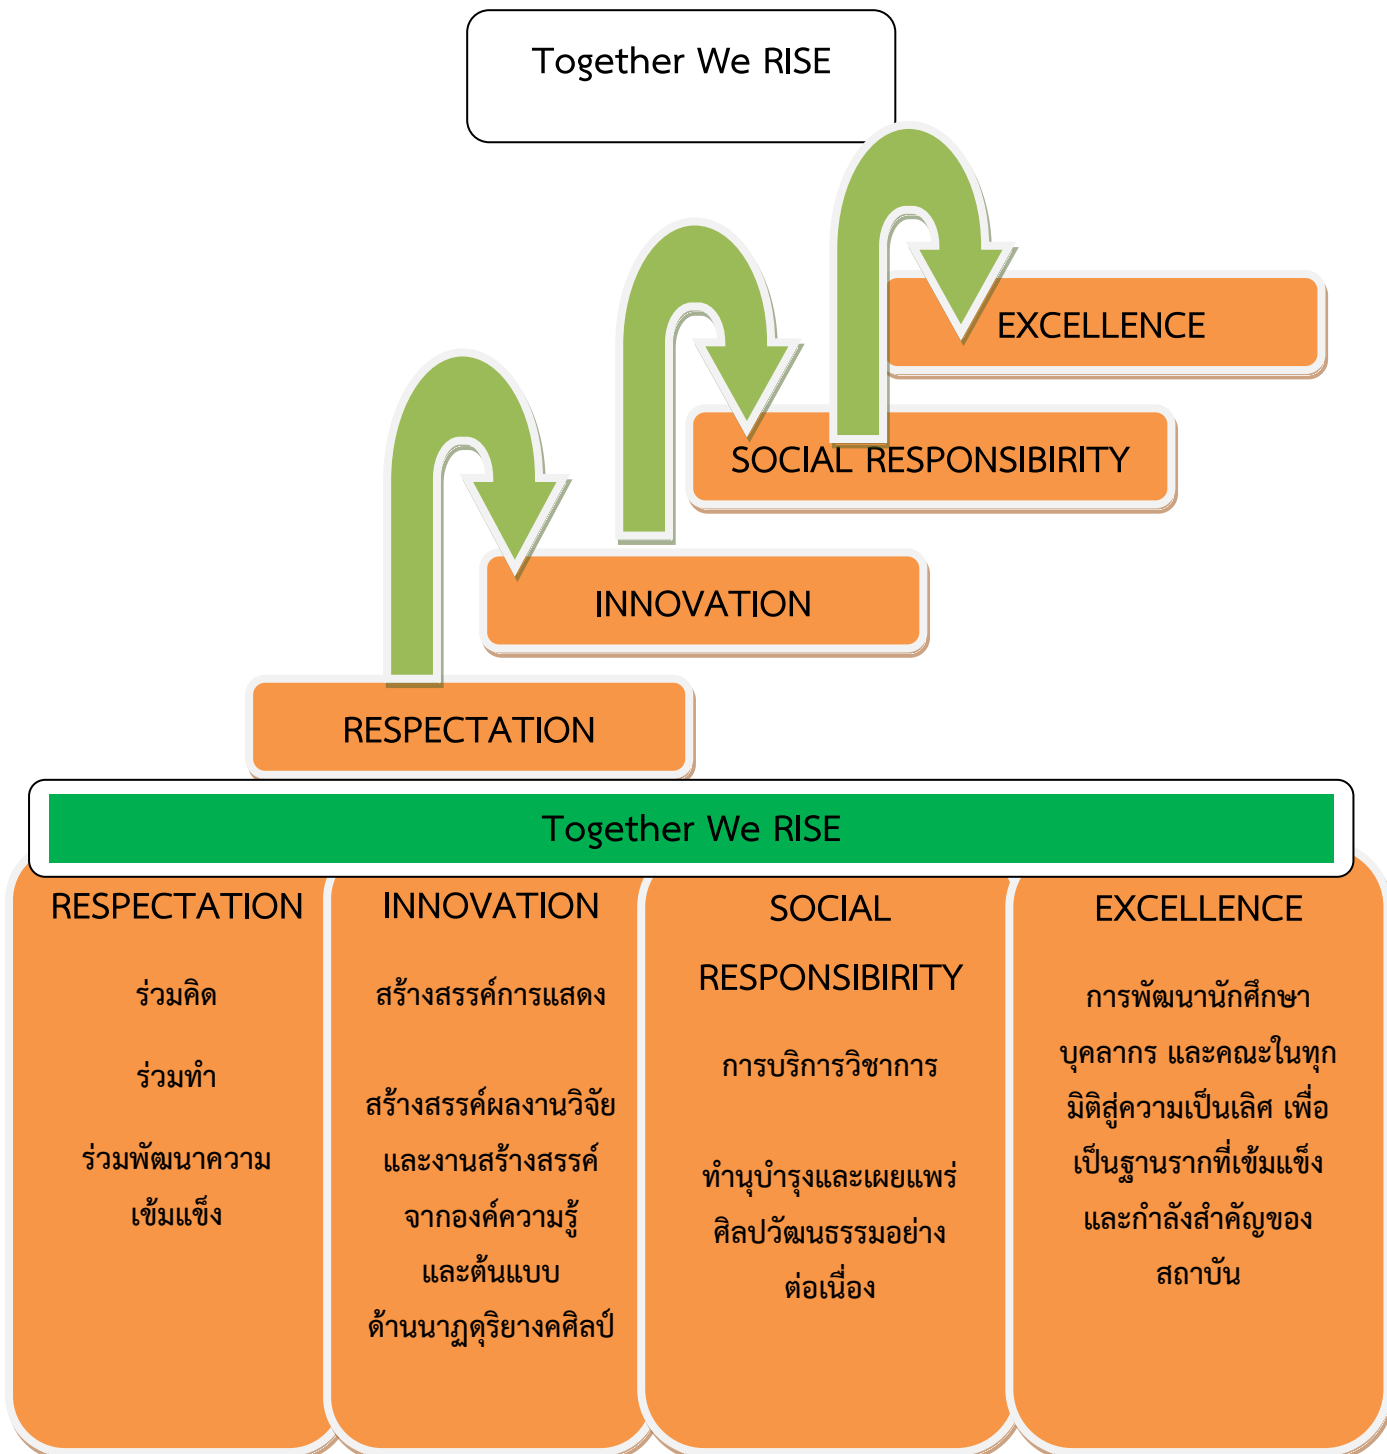 Together We RISE
EXCELLENCE
SOCIAL RESPONSIBIRITY
INNOVATION
RESPECTATION
Together We RISE
RESPECTATION
ร่วมคิด
ร่วมทำ
ร่วมพัฒนาความ
เข้มแข็ง
INNOVATION
สร้างสรรค์การแสดง
สร้างสรรค์ผลงานวิจัย
และงานสร้างสรรค์
จากองค์ความรู้
และต้นแบบ
ด้านนาฏดุริยางคศิลป์
SOCIAL
RESPONSIBIRITY
การบริการวิชาการ
ทำนุบำรุงและเผยแพร่
ศิลปวัฒนธรรมอย่าง
ต่อเนื่อง
EXCELLENCE
การพัฒนานักศึกษา
บุคลากร และคณะในทุก
มิติสู่ความเป็นเลิศ เพื่อ
เป็นฐานรากที่เข้มแข็ง
และกำลังสำคัญของ
สถาบัน